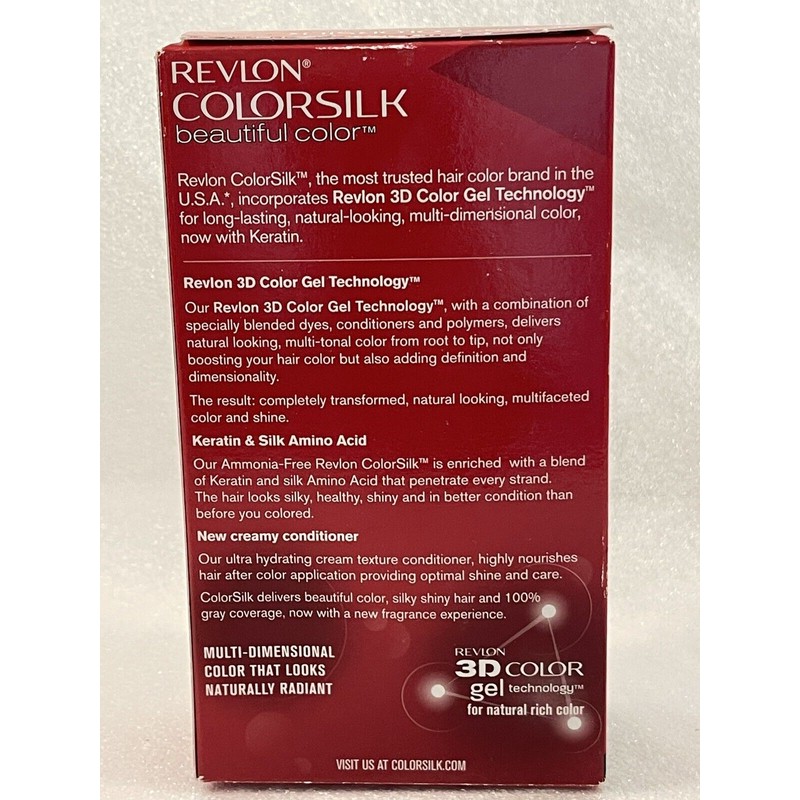 REVLON®
COLORSILK
beautiful color™
Revlon ColorSilk™, the most trusted hair color brand in the
U.S.A.*, incorporates Revlon 3D Color Gel Technology™
for long-lasting, natural-looking, multi-dimensional color,
now with Keratin.
Revlon 3D Color Gel Technology™
Our Revlon 3D Color Gel Technology™, with a combination of
specially blended dyes, conditioners and polymers, delivers
natural looking, multi-tonal color from root to tip, not only
boosting your hair color but also adding definition and
dimensionality.
The result: completely transformed, natural looking, multifaceted
color and shine.
Keratin & Silk Amino Acid
Our Ammonia-Free Revlon ColorSilk™ is enriched with a blend
of Keratin and silk Amino Acid that penetrate every strand.
The hair looks silky, healthy, shiny and in better condition than
before you colored.
New creamy conditioner
Our ultra hydrating cream texture conditioner, highly nourishes
hair after color application providing optimal shine and care.
ColorSilk delivers beautiful color, silky shiny hair and 100%
gray coverage, now with a new fragrance experience.
MULTI-DIMENSIONAL
COLOR THAT LOOKS
NATURALLY RADIANT
REVLON
3D COLOR
gel technology™
for natural rich color
VISIT US AT COLORSILK.COM